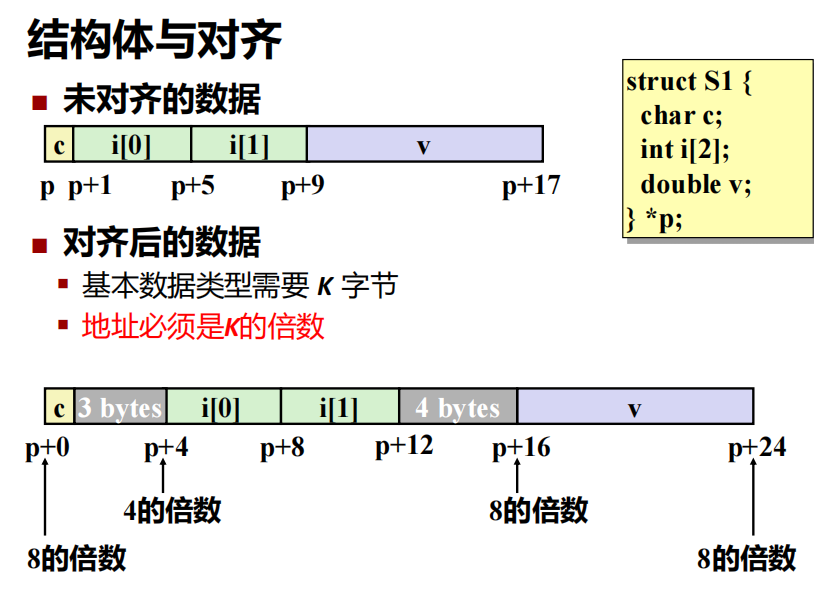 结构体与对齐
未对齐的数据
c i[0] i[1] v
p p+1 p+5 p+9 p+17
struct S1 {
char c;
int i[2];
double v;
} *p;
对齐后的数据
基本数据类型需要 K 字节
地址必须是K的倍数
c 3 bytes i[0] i[1] 4 bytes v
p+0 p+4 p+8 p+12 p+16 p+24
4的倍数 8的倍数
8的倍数 8的倍数